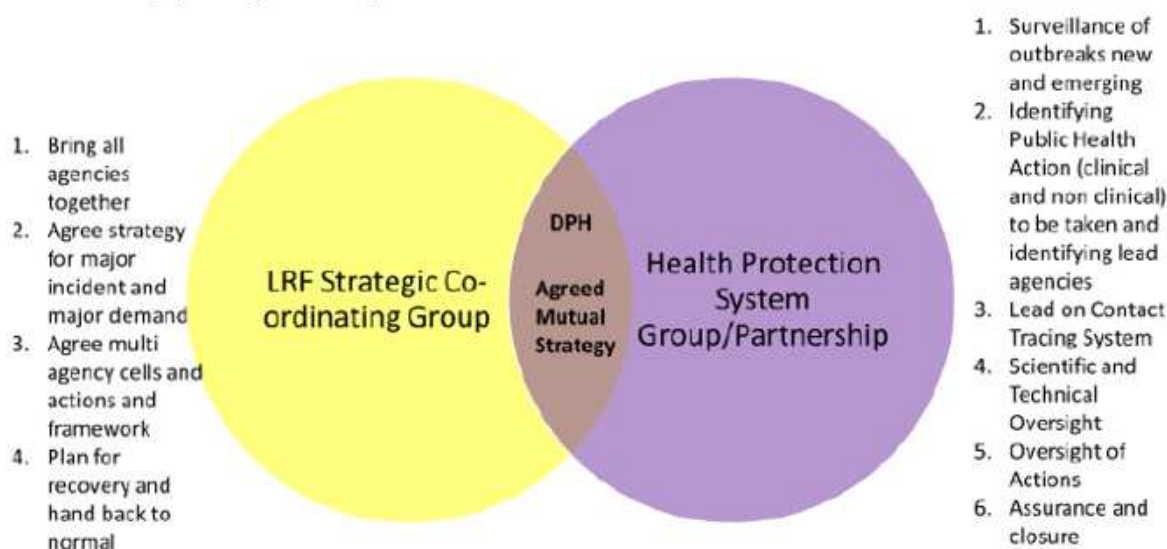 1. Bring all
agencies
together
2. Agree strategy
for major
incident and
major demand
3. Agree multi
agency cells and
actions and
framework
4. Plan for
recovery and
hand back to
normal
LRF Strategic Co-
ordinating Group
DPH
Agreed
Mutual
Strategy
Health Protection
System
Group/Partnership
1. Surveillance of
outbreaks new
and emerging
2. Identifying
Public Health
Action (clinical
and non clinical)
to be taken and
identifying lead
agencies
3. Lead on Contact
Tracing System
4. Scientific and
Technical
Oversight
5. Oversight of
Actions
6. Assurance and
closure